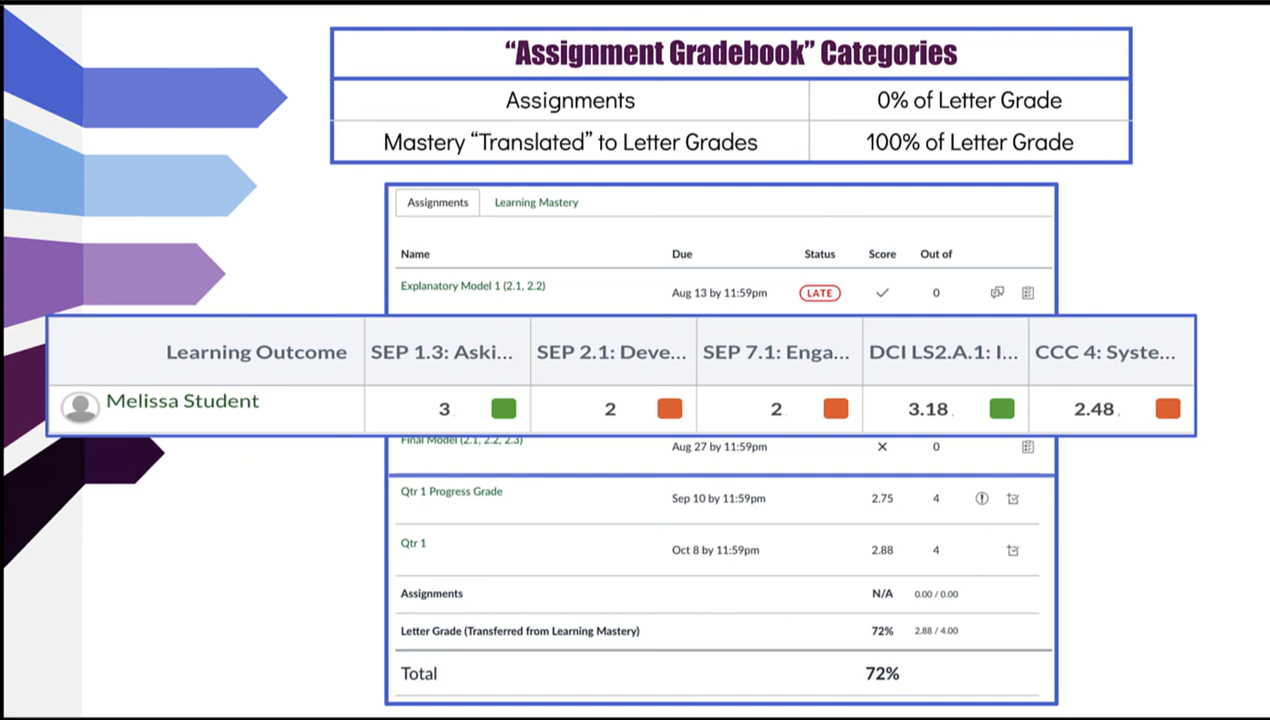 “Assignment Gradebook” Categories
Assignments 0% of Letter Grade
Mastery “Translated” to Letter Grades 100% of Letter Grade
Assignments Learning Mastery
Name Due Status Score Out of
Explanatory Model 1 (2.1, 2.2) Aug 13 by 11:59pm LATE ✓ 0
Learning Outcome SEP 1.3: Aski... SEP 2.1: Deve... SEP 7.1: Enga... DCI LS2.A.1: I... CCC 4: Syste...
Melissa Student 3 2 2 3.18 2.48
Final Model (2.1, 2.2, 2.3) Aug 27 by 11:59pm ✕ 0
Qtr 1 Progress Grade Sep 10 by 11:59pm 2.75 4
Qtr 1 Oct 8 by 11:59pm 2.88 4
Assignments N/A 0.00 / 0.00
Letter Grade (Transferred from Learning Mastery) 72% 2.88 / 4.00
Total 72%